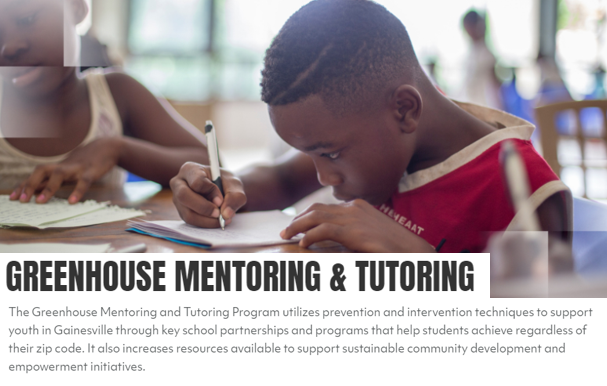 GREENHOUSE MENTORING & TUTORING
The Greenhouse Mentoring and Tutoring Program utilizes prevention and intervention techniques to support
youth in Gainesville through key school partnerships and programs that help students achieve regardless of
their zip code. It also increases resources available to support sustainable community development and
empowerment initiatives.